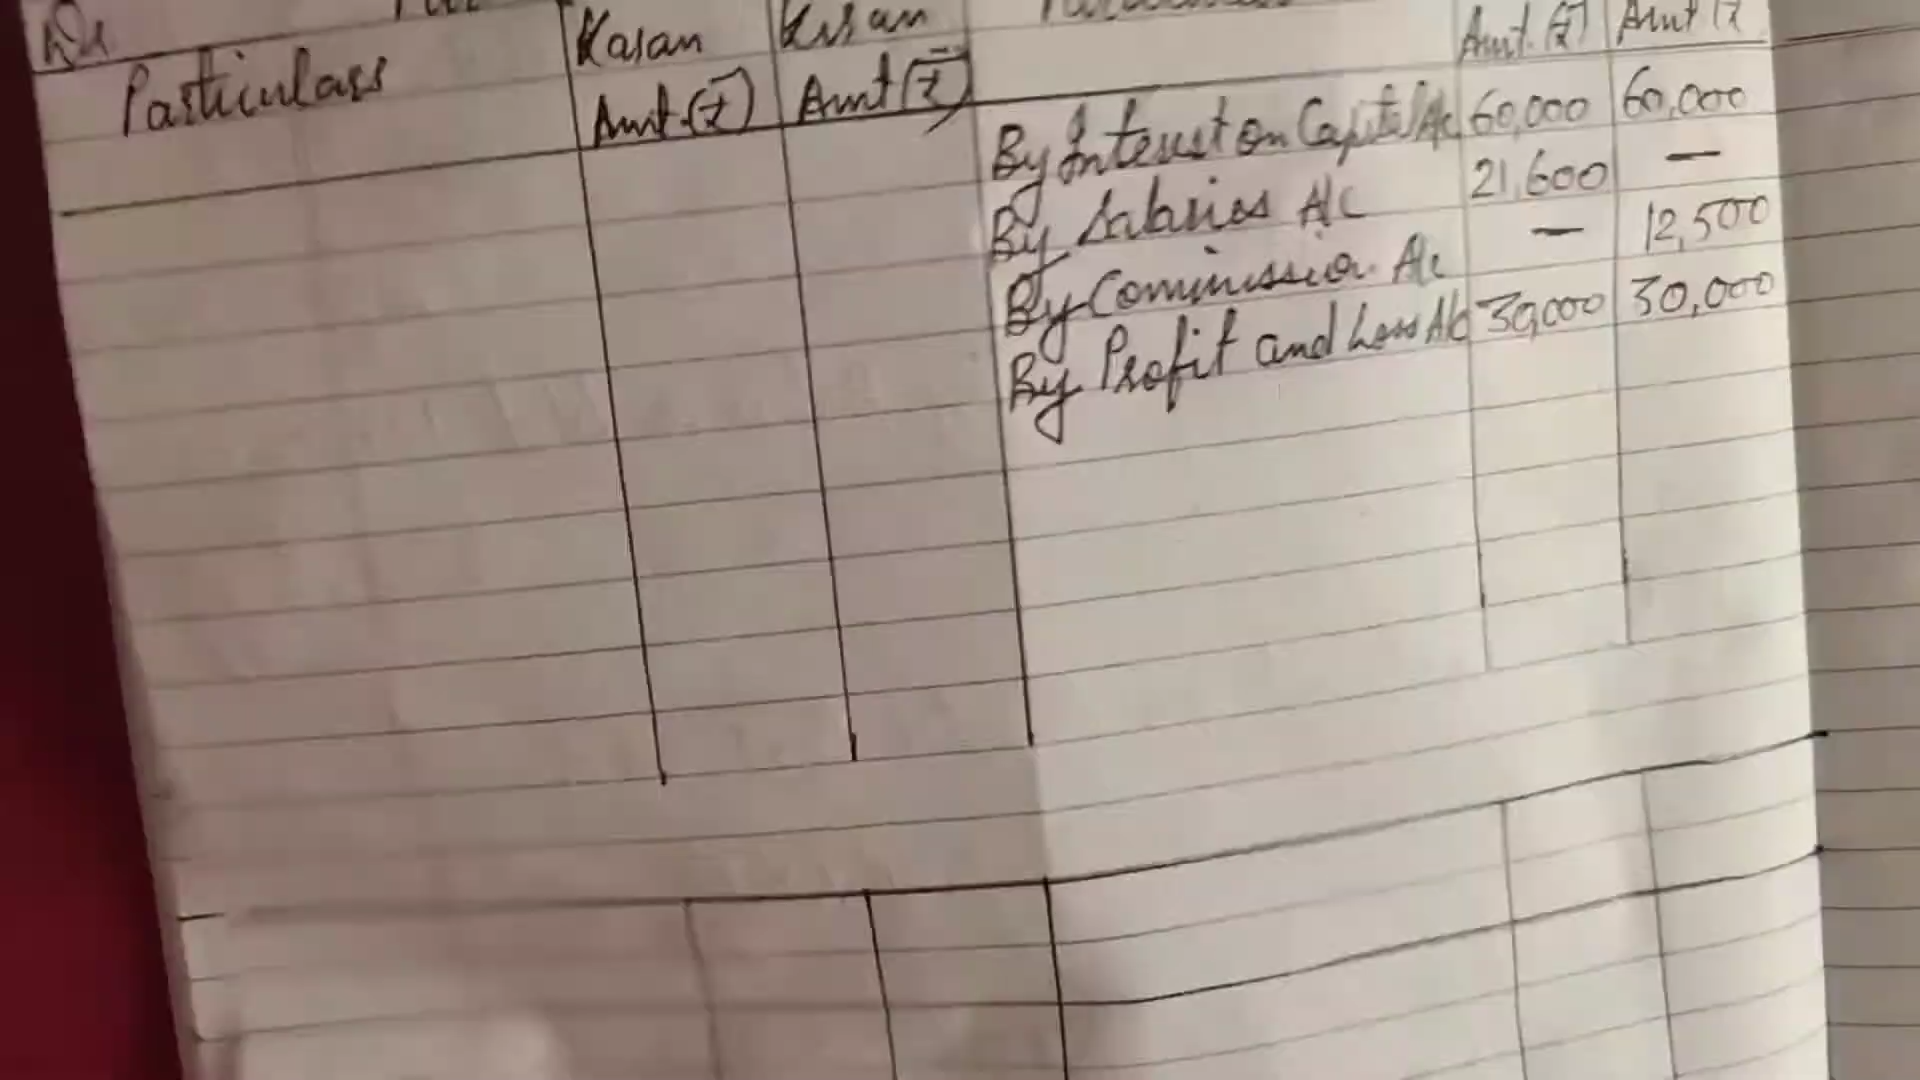 Dr
Particulars Karan Kisan Amt.(₹) Amt (₹
Amt.(₹) Amt (₹)
By Interest on Capital A/c 60,000 60,000
By Salaries A/c 21,600 —
By Commission A/c — 12,500
By Profit and Loss A/c 30,000 30,000